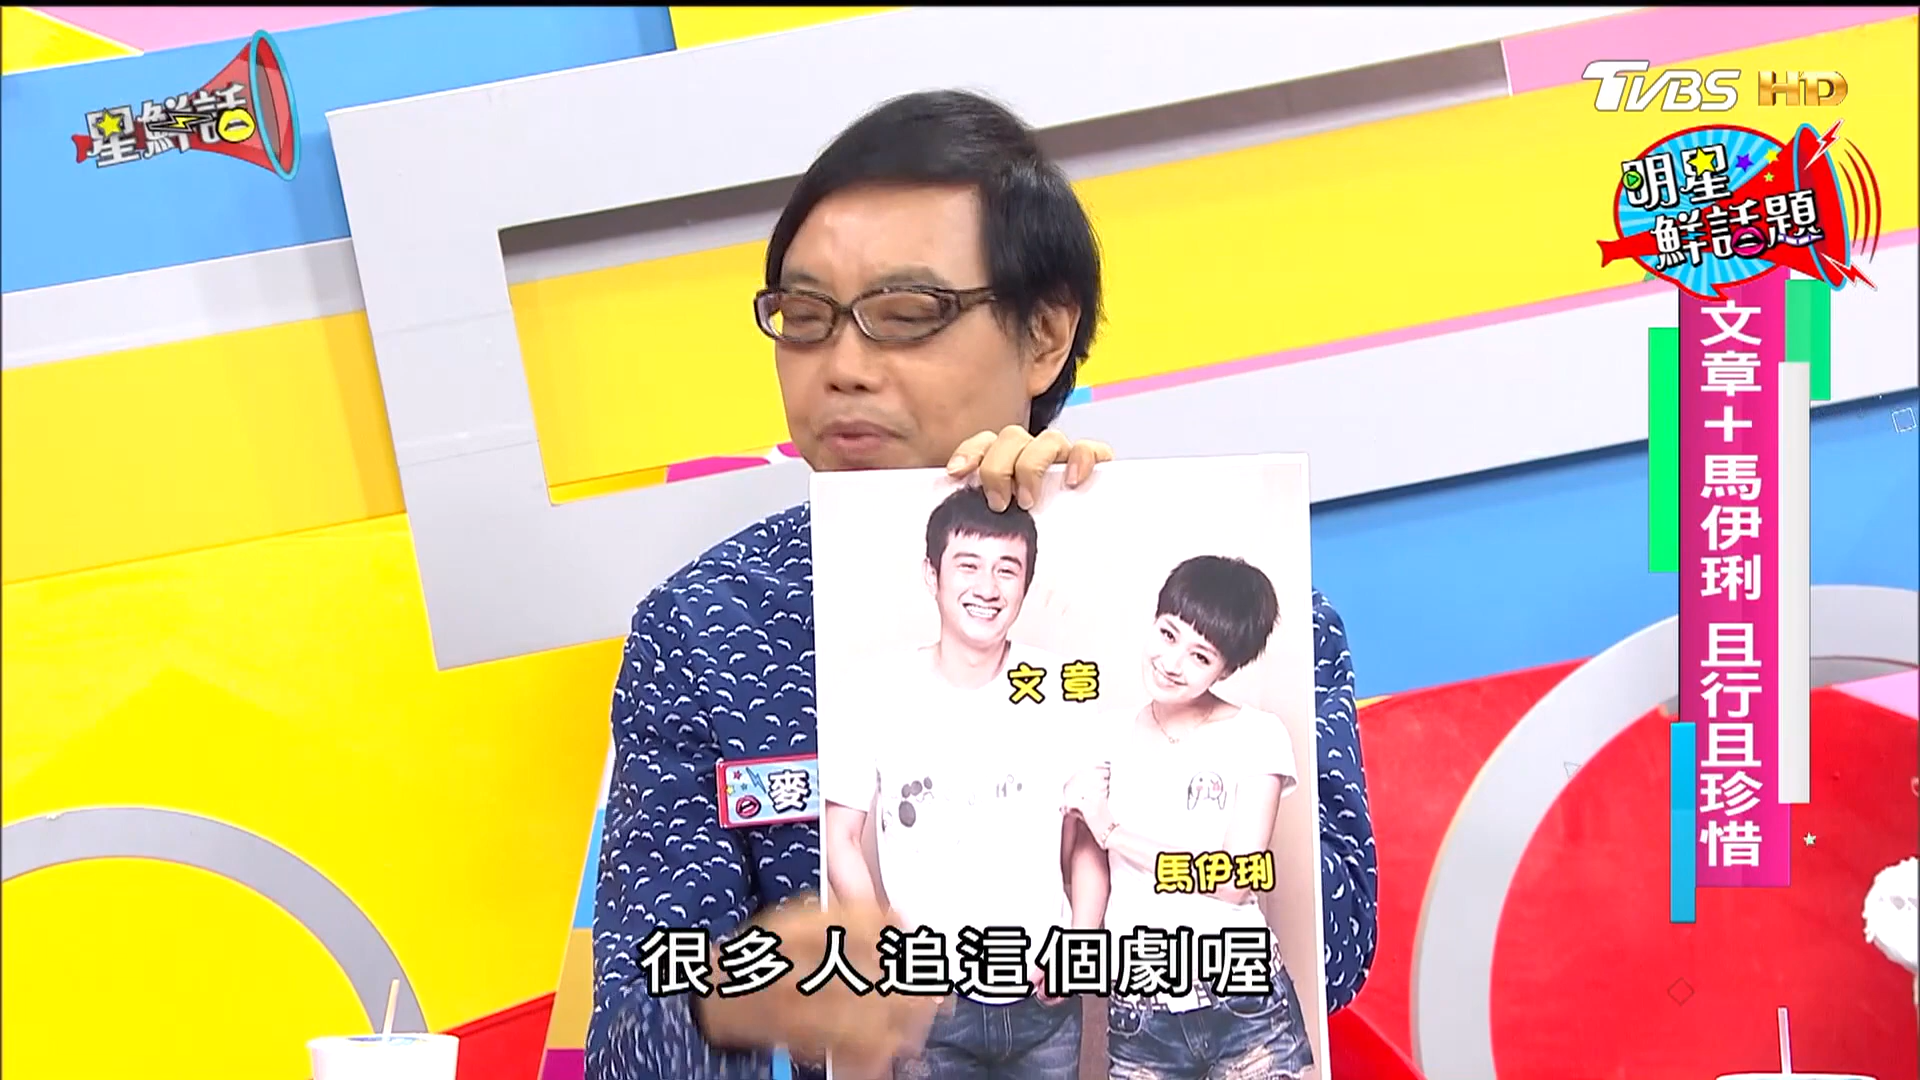 星鮮話
TVBS HD
明星
鮮話題
文章+馬伊琍 且行且珍惜
文章
馬伊琍
麥
很多人追這個劇喔